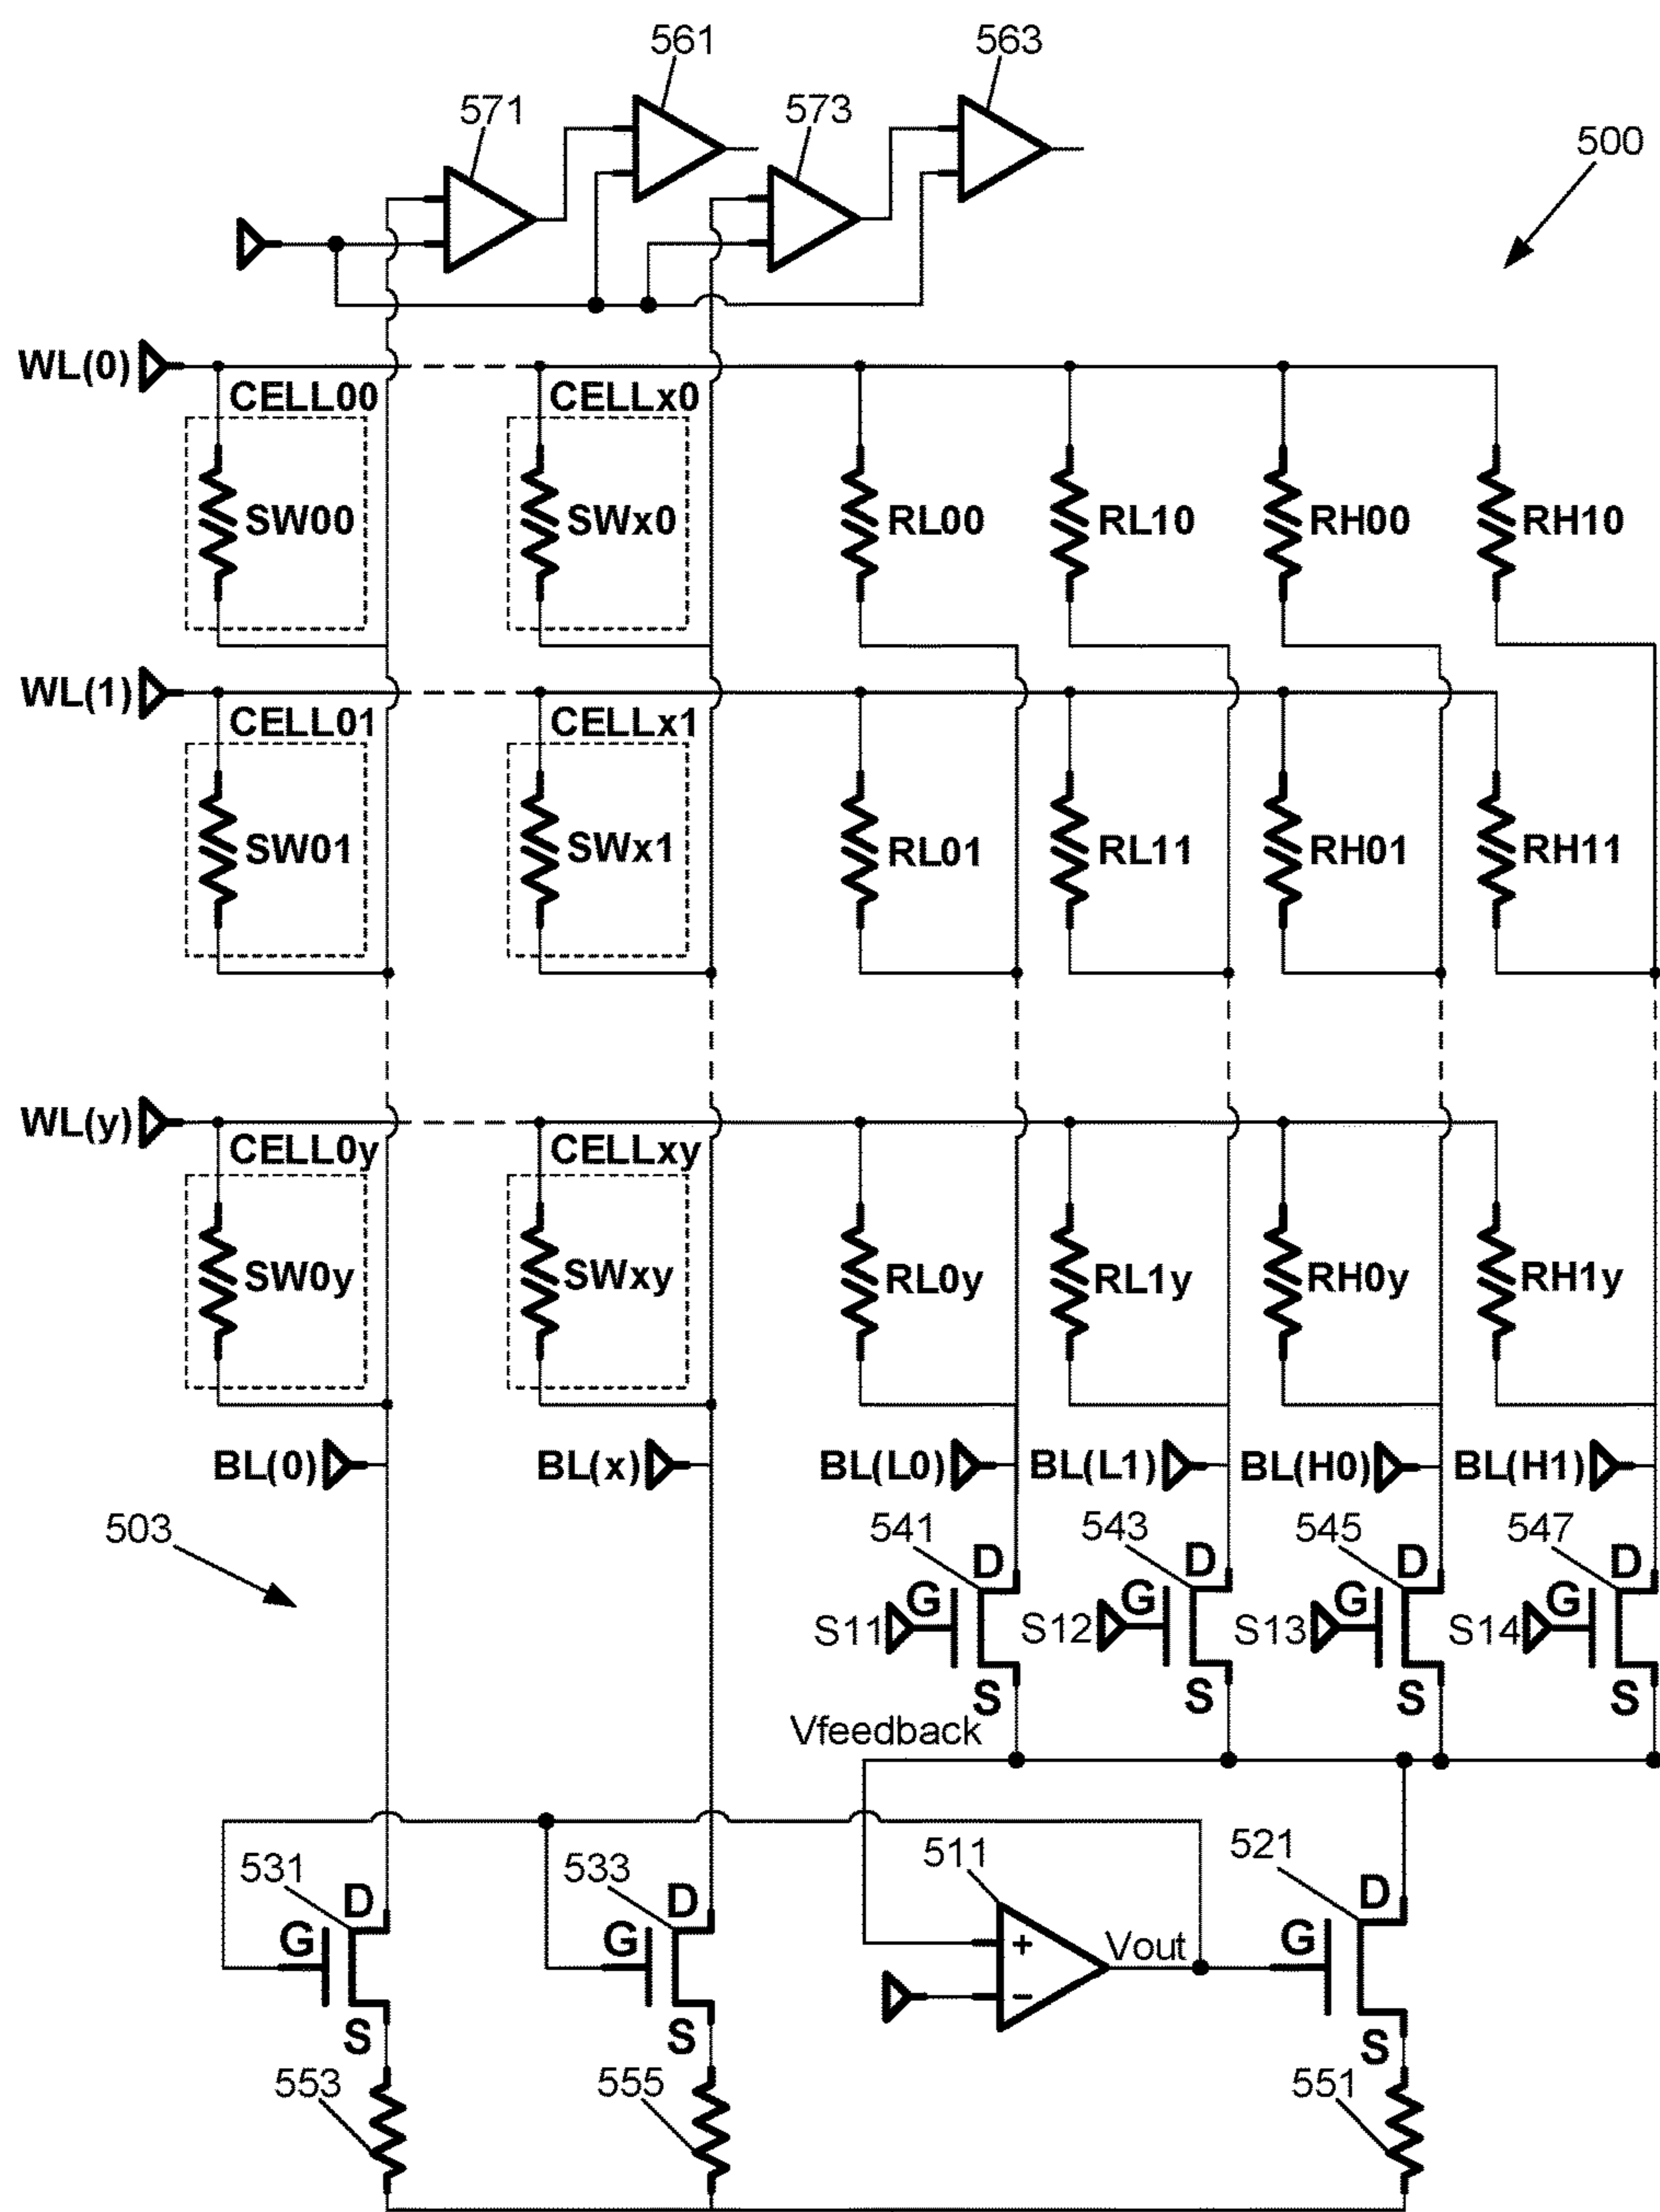 561
563
571
573
500
WL(0)
CELL00
CELLx0
SW00
SWx0
RL00
RL10
RH00
RH10
WL(1)
CELL01
CELLx1
SW01
SWx1
RL01
RL11
RH01
RH11
WL(y)
CELL0y
CELLxy
SW0y
SWxy
RL0y
RL1y
RH0y
RH1y
BL(0)
BL(x)
BL(L0)
BL(L1)
BL(H0)
BL(H1)
503
541
543
545
547
D
D
D
D
G
G
G
G
S11
S12
S13
S14
S
S
S
S
Vfeedback
531
533
511
521
D
D
D
G
G
+
Vout
G
−
S
S
S
553
555
551